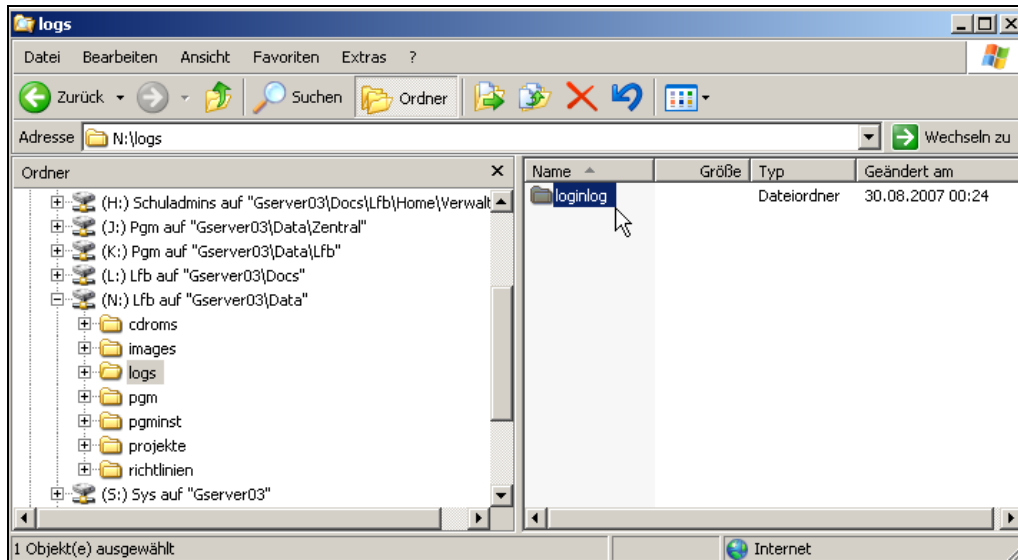 logs
Datei Bearbeiten Ansicht Favoriten Extras ?
Zurück Suchen Ordner
Adresse N:\logs Wechseln zu
Ordner
(H:) Schuladmins auf "Gserver03\Docs\Lfb\Home\Verwalt
(J:) Pgm auf "Gserver03\Data\Zentral"
(K:) Pgm auf "Gserver03\Data\Lfb"
(L:) Lfb auf "Gserver03\Docs"
(N:) Lfb auf "Gserver03\Data"
cdroms
images
logs
pgm
pgminst
projekte
richtlinien
(S:) Sys auf "Gserver03"
Name Größe Typ Geändert am
loginlog Dateiordner 30.08.2007 00:24
1 Objekt(e) ausgewählt Internet